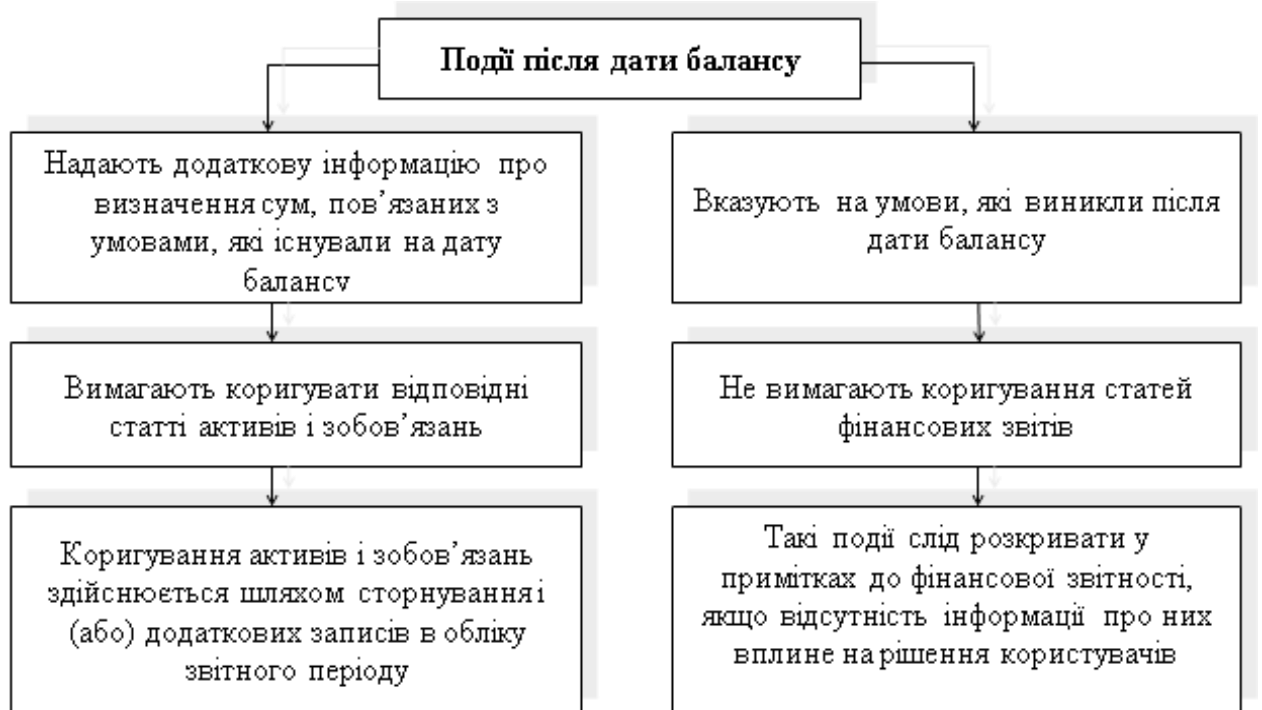 Події після дати балансу
Надають додаткову інформацію про
визначення сум, пов’язаних з
умовами, які існували на дату
балансу
Вказують на умови, які виникли після
дати балансу
Вимагають коригувати відповідні
статті активів і зобов’язань
Не вимагають коригування статей
фінансових звітів
Коригування активів і зобов’язань
здійснюється шляхом сторнування і
(або) додаткових записів в обліку
звітного періоду
Такі події слід розкривати у
примітках до фінансової звітності,
якщо відсутність інформації про них
вплине на рішення користувачів